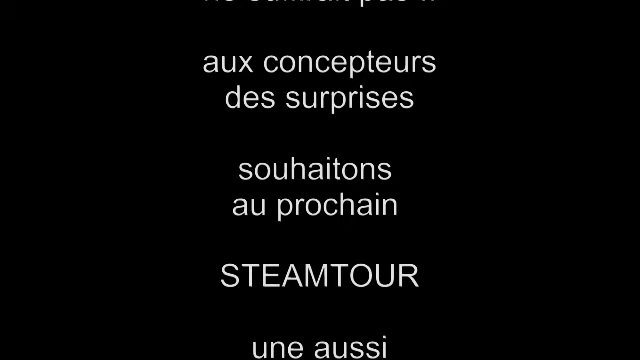 aux concepteurs
des surprises
souhaitons
au prochain
STEAMTOUR
une aussi